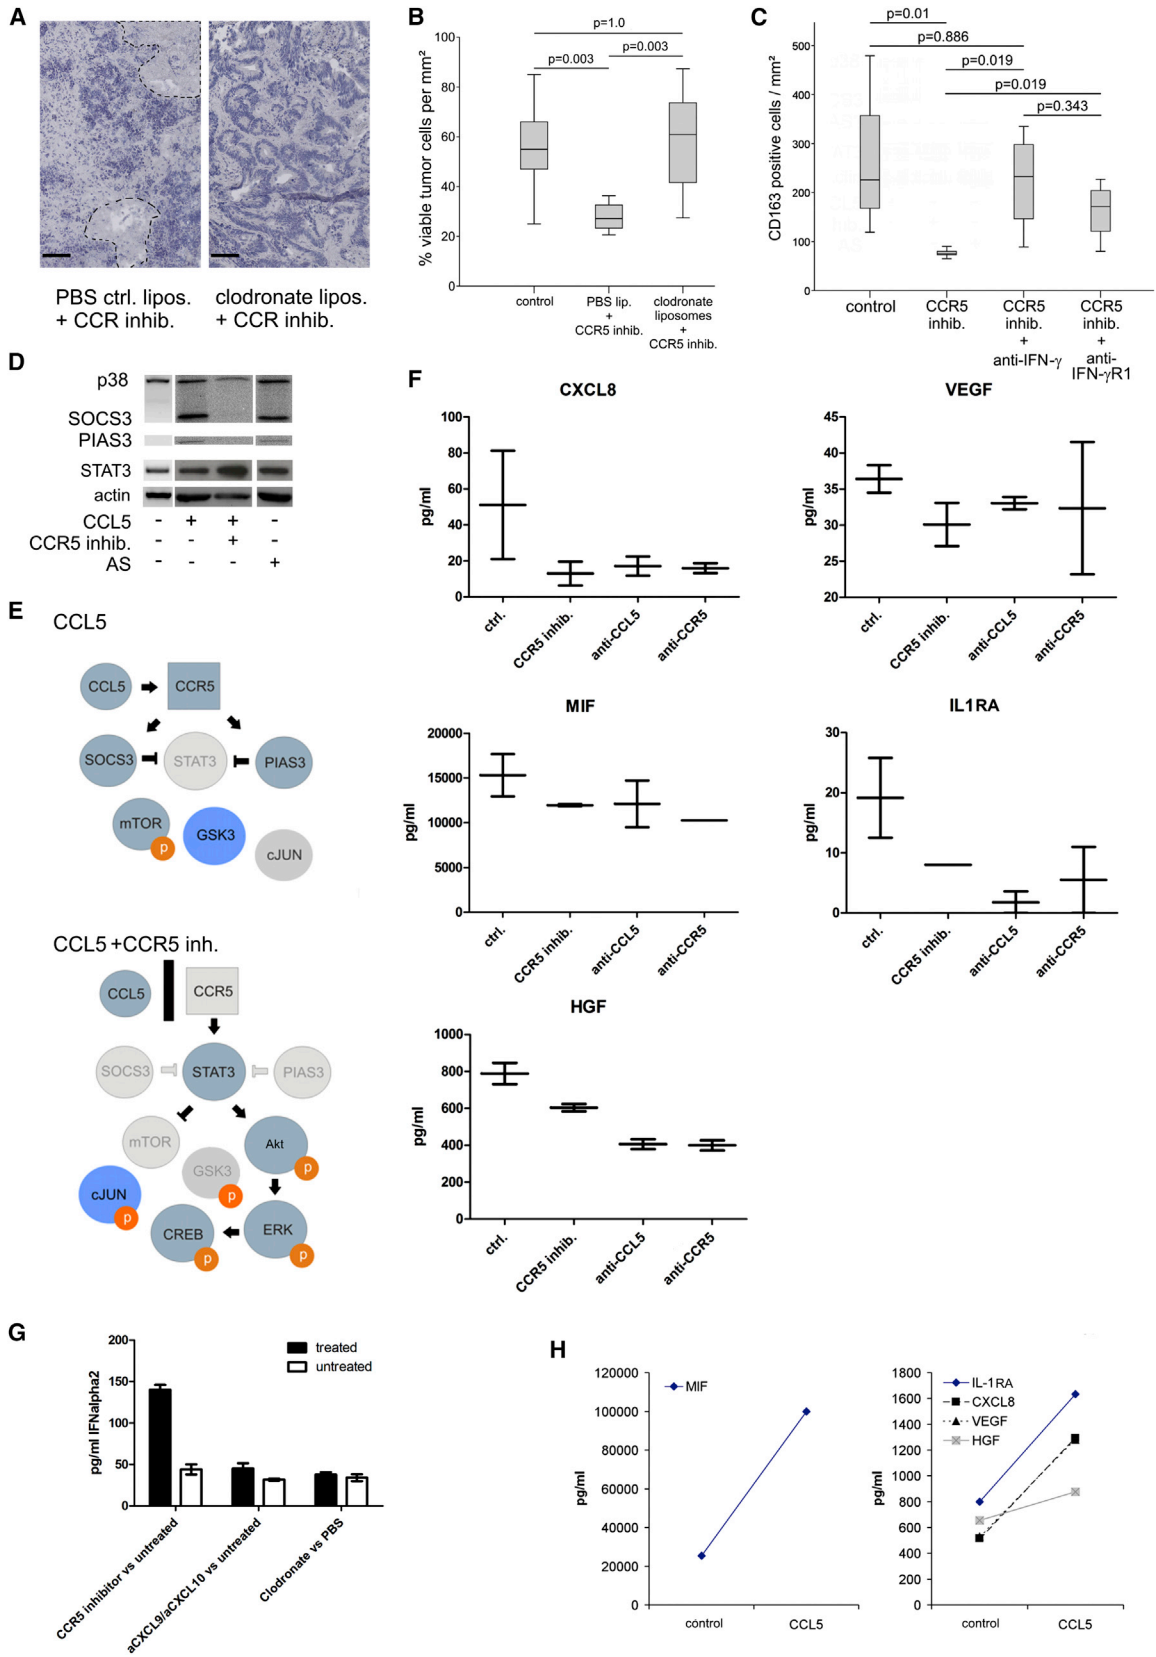 A
PBS ctrl. lipos.
+ CCR inhib.
clodronate lipos.
+ CCR inhib.
B
% viable tumor cells per mm²
100
80
60
40
20
0
p=1.0
p=0.003
p=0.003
control
PBS lip.
+
CCR5 inhib.
clodronate
liposomes
+
CCR5 inhib.
C
CD163 positive cells / mm²
500
400
300
200
100
0
p=0.01
p=0.886
p=0.019
p=0.019
p=0.343
control
CCR5
inhib.
CCR5
inhib.
+
anti-IFN-γ
CCR5
inhib.
+
anti-
IFN-γR1
D
p38
SOCS3
PIAS3
STAT3
actin
CCL5 - + + -
CCR5 inhib. - - + -
AS - - - +
E
CCL5
CCL5
CCR5
SOCS3
STAT3
PIAS3
mTOR
p
GSK3
cJUN
CCL5 +CCR5 inh.
CCL5
CCR5
SOCS3
STAT3
PIAS3
mTOR
Akt
p
GSK3
p
cJUN
p
CREB
p
ERK
p
F
CXCL8
pg/ml
100
80
60
40
20
0
ctrl.
CCR5 inhib.
anti-CCL5
anti-CCR5
VEGF
pg/ml
45
40
35
30
25
20
ctrl.
CCR5 inhib.
anti-CCL5
anti-CCR5
MIF
pg/ml
20000
15000
10000
5000
0
ctrl.
CCR5 inhib.
anti-CCL5
anti-CCR5
IL1RA
pg/ml
30
20
10
0
ctrl.
CCR5 inhib.
anti-CCL5
anti-CCR5
HGF
pg/ml
1000
800
600
400
200
0
ctrl.
CCR5 inhib.
anti-CCL5
anti-CCR5
G
pg/ml IFNalpha2
200
150
100
50
0
treated
untreated
CCR5 inhibitor vs untreated
aCXCL9/aCXCL10 vs untreated
Clodronate vs PBS
H
pg/ml
120000
100000
80000
60000
40000
20000
0
MIF
control
CCL5
pg/ml
1800
1600
1400
1200
1000
800
600
400
200
0
IL-1RA
CXCL8
VEGF
HGF
control
CCL5